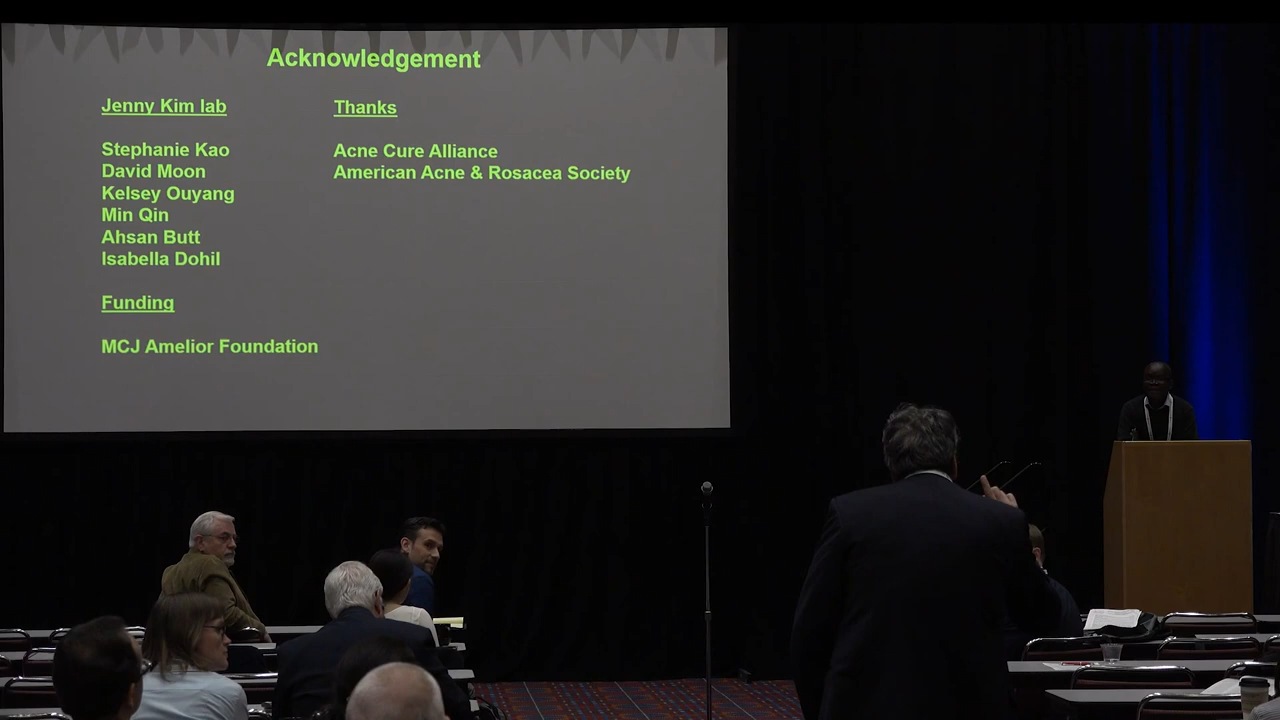 Acknowledgement
Jenny Kim lab
Stephanie Kao
David Moon
Kelsey Ouyang
Min Qin
Ahsan Butt
Isabella Dohil
Funding
MCJ Amelior Foundation
Thanks
Acne Cure Alliance
American Acne & Rosacea Society